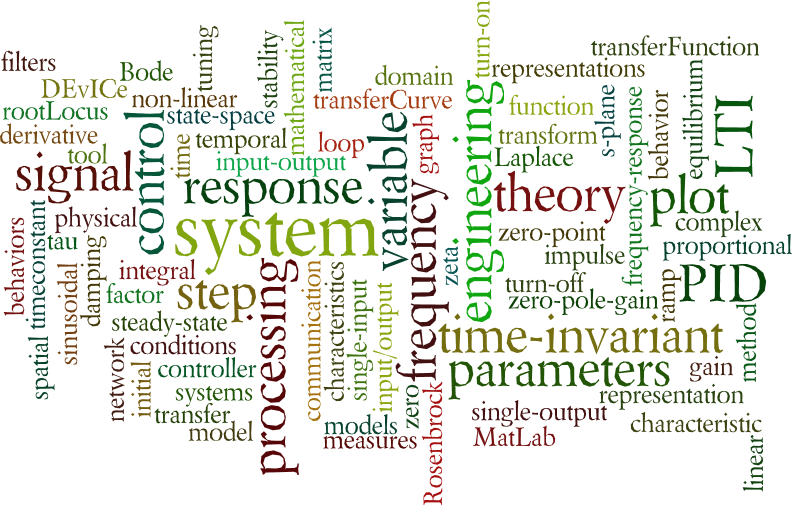 filters
DEvICe
Bode
tuning
stability
mathematical
matrix
domain
turn-on
transferFunction
representations
rootLocus
non-linear
state-space
transferCurve
function
s-plane
frequency-response
behavior
equilibrium
LTI
derivative
tool
control
time
temporal
loop
variable
graph
engineering
transform
Laplace
input-output
signal
response
theory
plot
physical
system
frequency
zero-point
complex
behaviors
spatial
timeconstant
tau
damping
sinusoidal
integral
zeta
impulse
proportional
factor
step
processing
communication
characteristics
single-input
input/output
turn-off
zero-pole-gain
ramp
PID
steady-state
time-invariant
method
network
conditions
initial
controller
parameters
gain
systems
transfer
model
models
measures
zero
Rosenbrock
single-output
MatLab
representation
characteristic
linear